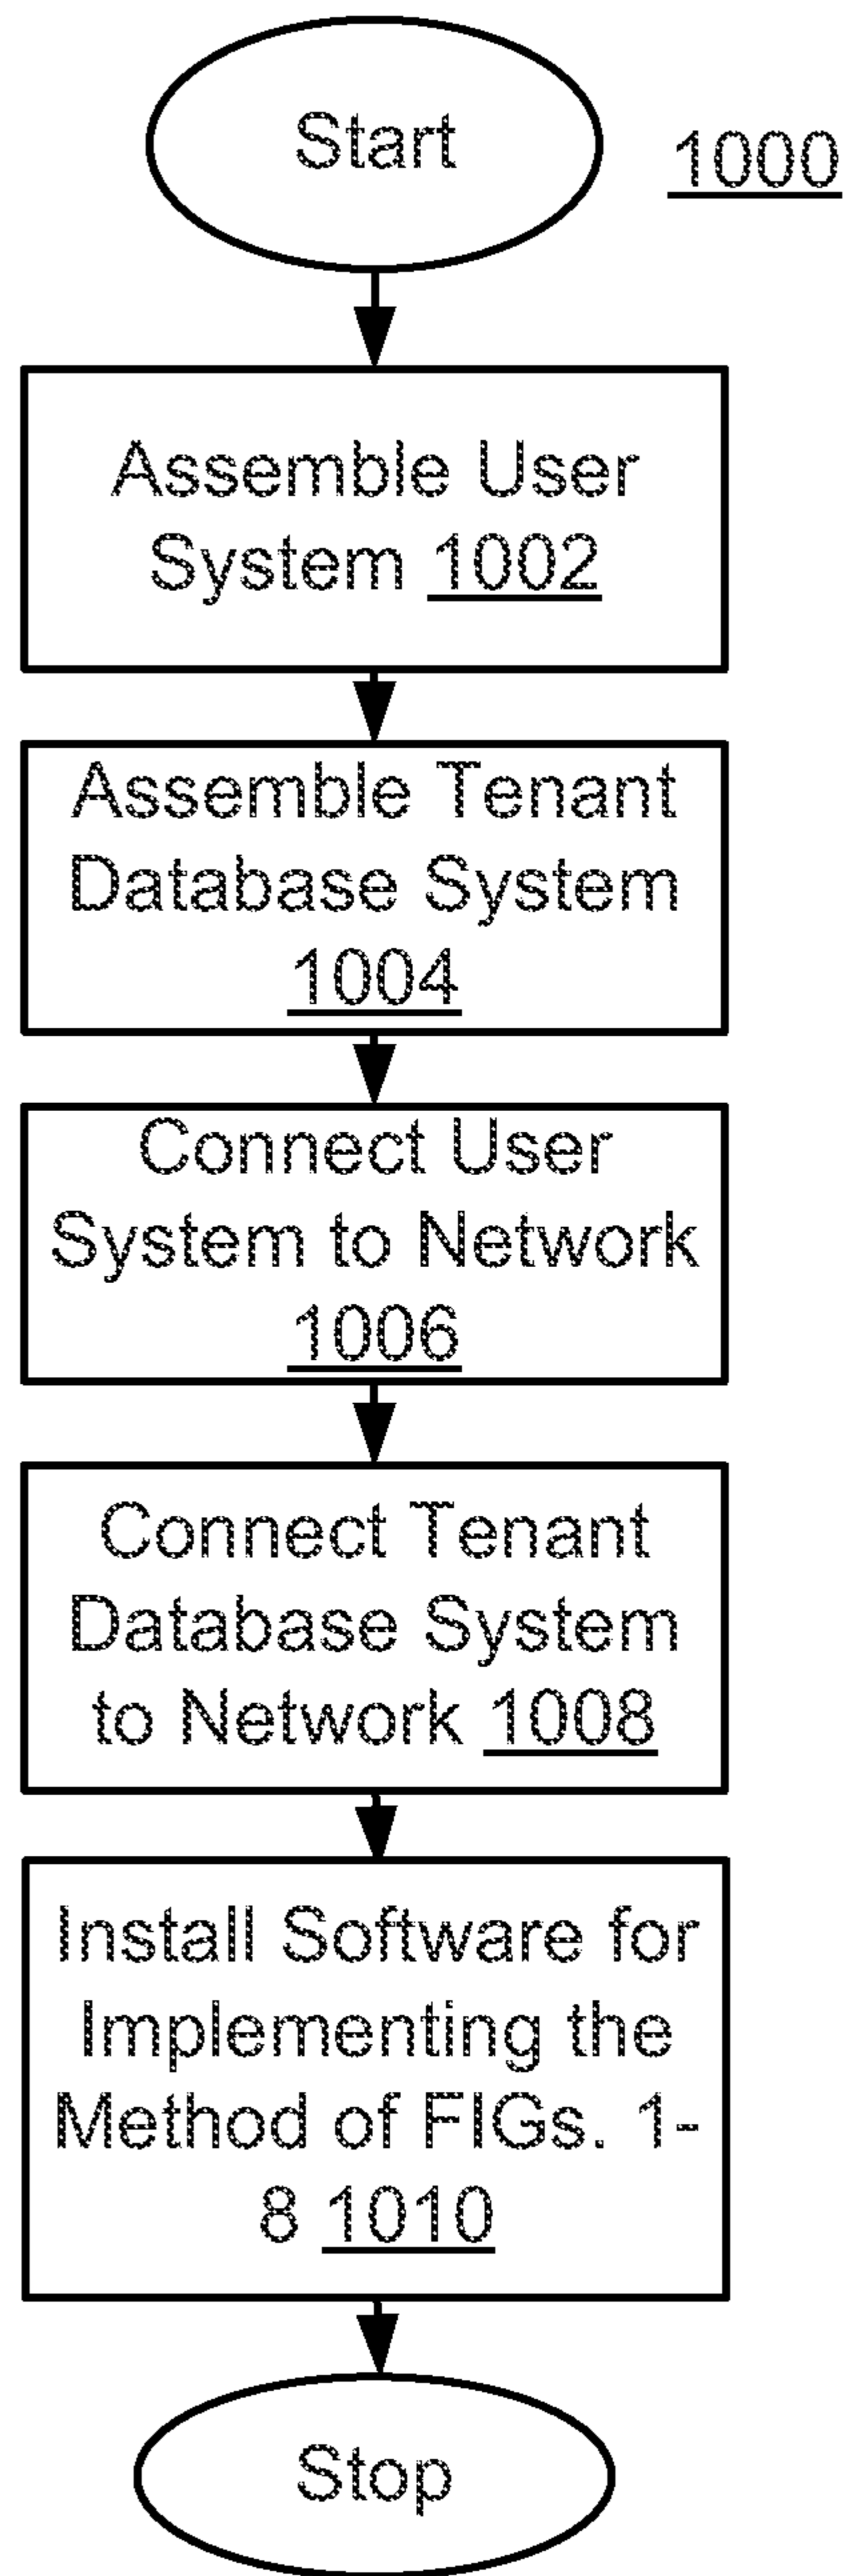 Start
1000
Assemble User
System 1002
Assemble Tenant
Database System
1004
Connect User
System to Network
1006
Connect Tenant
Database System
to Network 1008
Install Software for
Implementing the
Method of FIGs. 1-
8 1010
Stop